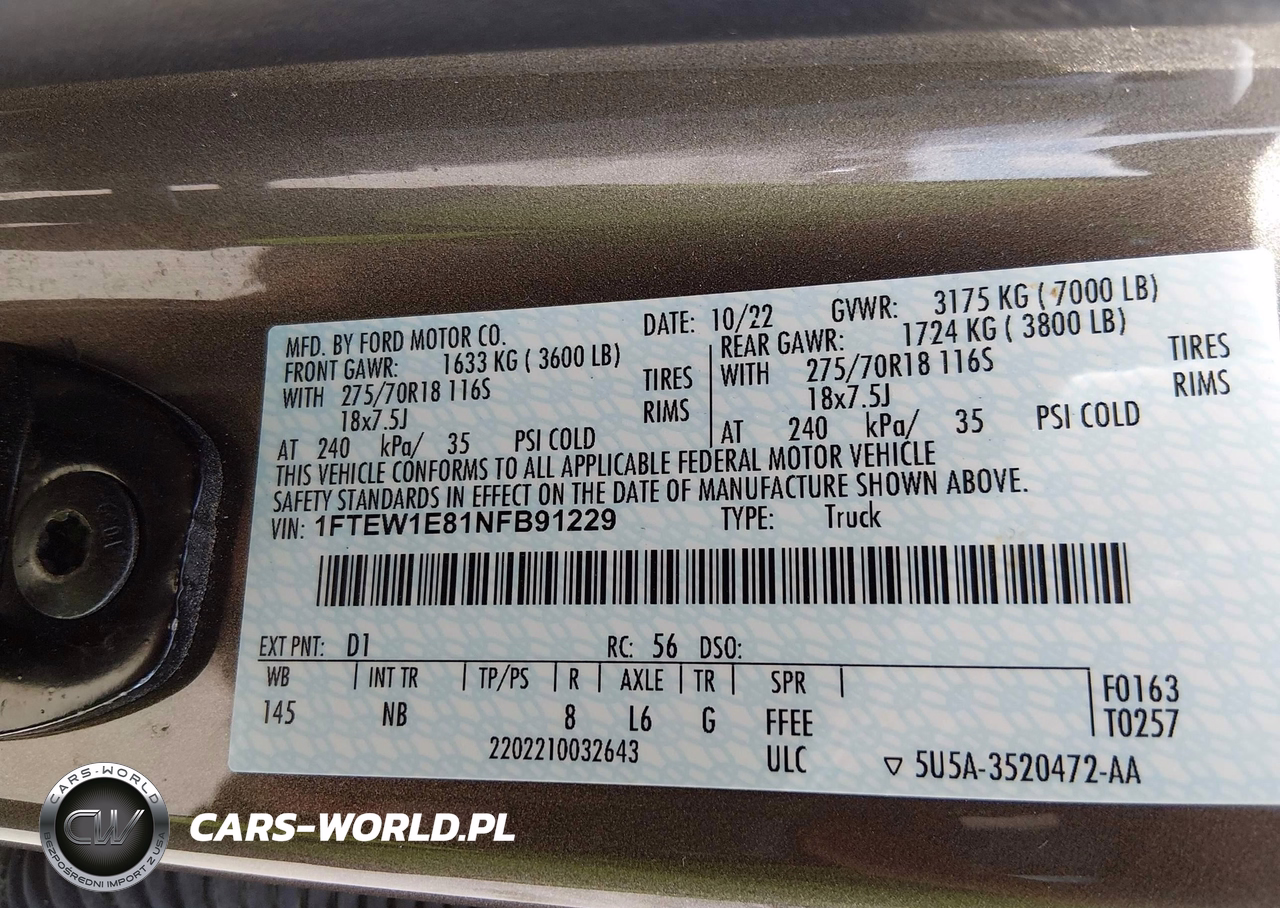 MFD. BY FORD MOTOR CO. DATE: 10/22 GVWR: 3175 KG ( 7000 LB)
FRONT GAWR: 1633 KG ( 3600 LB) REAR GAWR: 1724 KG ( 3800 LB)
WITH 275/70R18 116S TIRES WITH 275/70R18 116S TIRES
18x7.5J RIMS 18x7.5J RIMS
AT 240 kPa/ 35 PSI COLD AT 240 kPa/ 35 PSI COLD
THIS VEHICLE CONFORMS TO ALL APPLICABLE FEDERAL MOTOR VEHICLE
SAFETY STANDARDS IN EFFECT ON THE DATE OF MANUFACTURE SHOWN ABOVE.
VIN: 1FTEW1E81NFB91229 TYPE: Truck
EXT PNT: D1 RC: 56 DSO:
WB INT TR TP/PS R AXLE TR SPR F0163
145 NB 8 L6 G FFEE T0257
2202210032643 ULC ▽ 5U5A-3520472-AA
CARS-WORLD
CW
BEZPOŚREDNI IMPORT Z USA
CARS-WORLD.PL